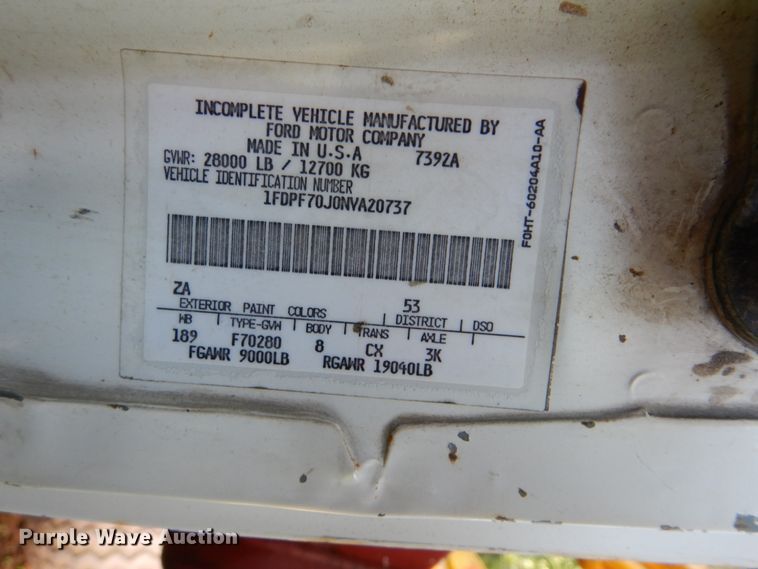 INCOMPLETE VEHICLE MANUFACTURED BY
FORD MOTOR COMPANY
MADE IN U.S.A 7392A
GVWR: 28000 LB / 12700 KG
VEHICLE IDENTIFICATION NUMBER
1FDPF70J0NVA20737
ZA 53
EXTERIOR PAINT COLORS DISTRICT DSO
WB TYPE-GVW BODY TRANS AXLE
189 F70280 8 CX 3K
FGAWR 9000LB RGAWR 19040LB
F0HT-60204A10-AA
Purple Wave Auction